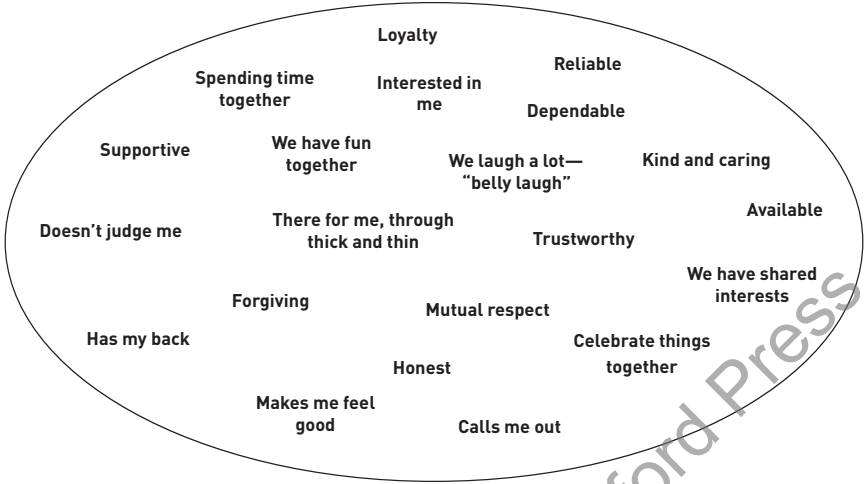 Loyalty
Reliable
Spending time
together
Interested in
me
Dependable
Supportive
We have fun
together
We laugh a lot—
“belly laugh”
Kind and caring
Available
Doesn’t judge me
There for me, through
thick and thin
Trustworthy
We have shared
interests
Forgiving
Mutual respect
Has my back
Celebrate things
together
Honest
Makes me feel
good
Calls me out
ford Press